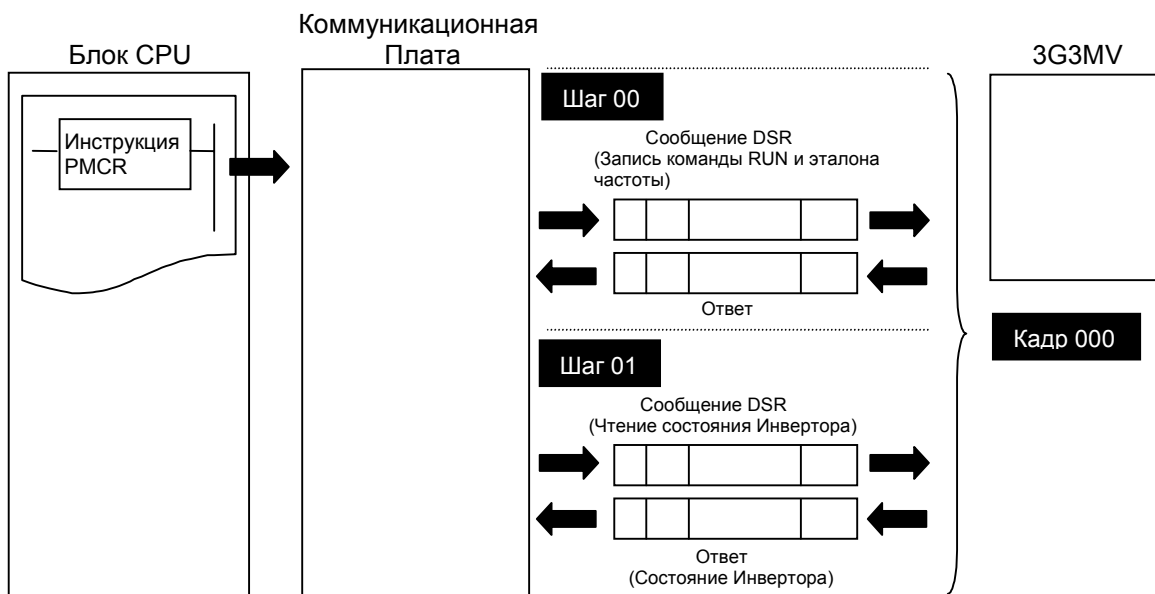 Блок CPU
Коммуникационная
Плата
3G3MV
Инструкция
PMCR
Шаг 00
Сообщение DSR
(Запись команды RUN и эталона
частоты)
Ответ
Кадр 000
Шаг 01
Сообщение DSR
(Чтение состояния Инвертора)
Ответ
(Состояние Инвертора)